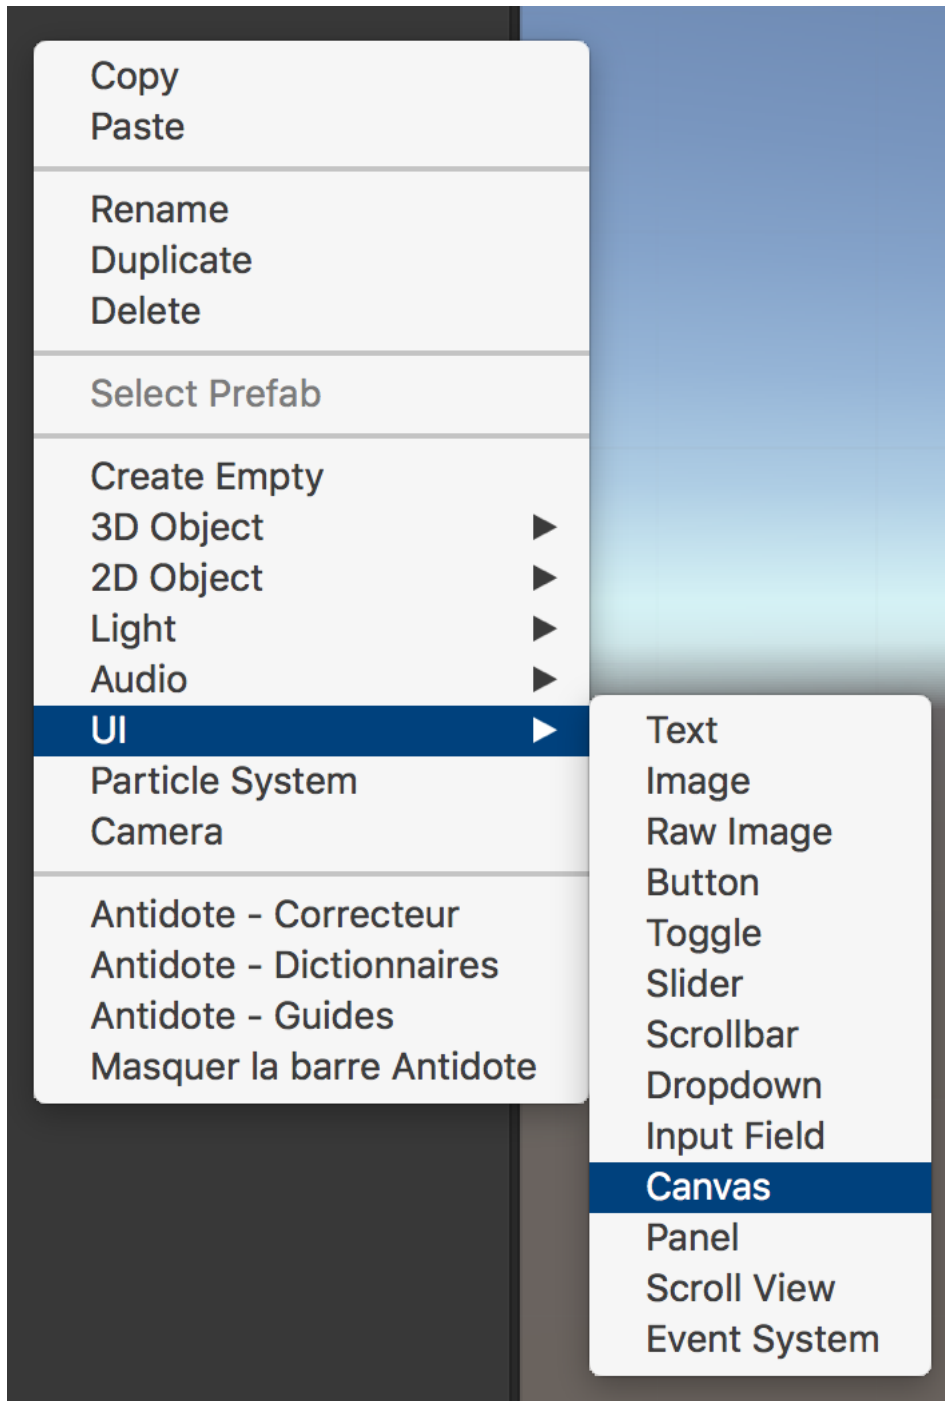 Copy
Paste
Rename
Duplicate
Delete
Select Prefab
Create Empty
3D Object
2D Object
Light
Audio
UI
Particle System
Camera
Antidote - Correcteur
Antidote - Dictionnaires
Antidote - Guides
Masquer la barre Antidote
Text
Image
Raw Image
Button
Toggle
Slider
Scrollbar
Dropdown
Input Field
Canvas
Panel
Scroll View
Event System